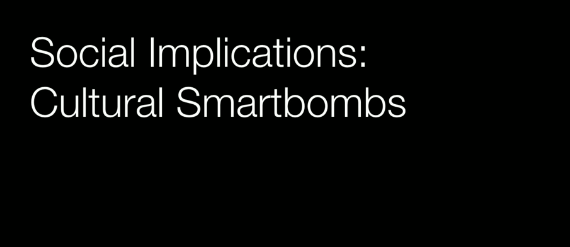 Social Implications:
Cultural Smartbombs